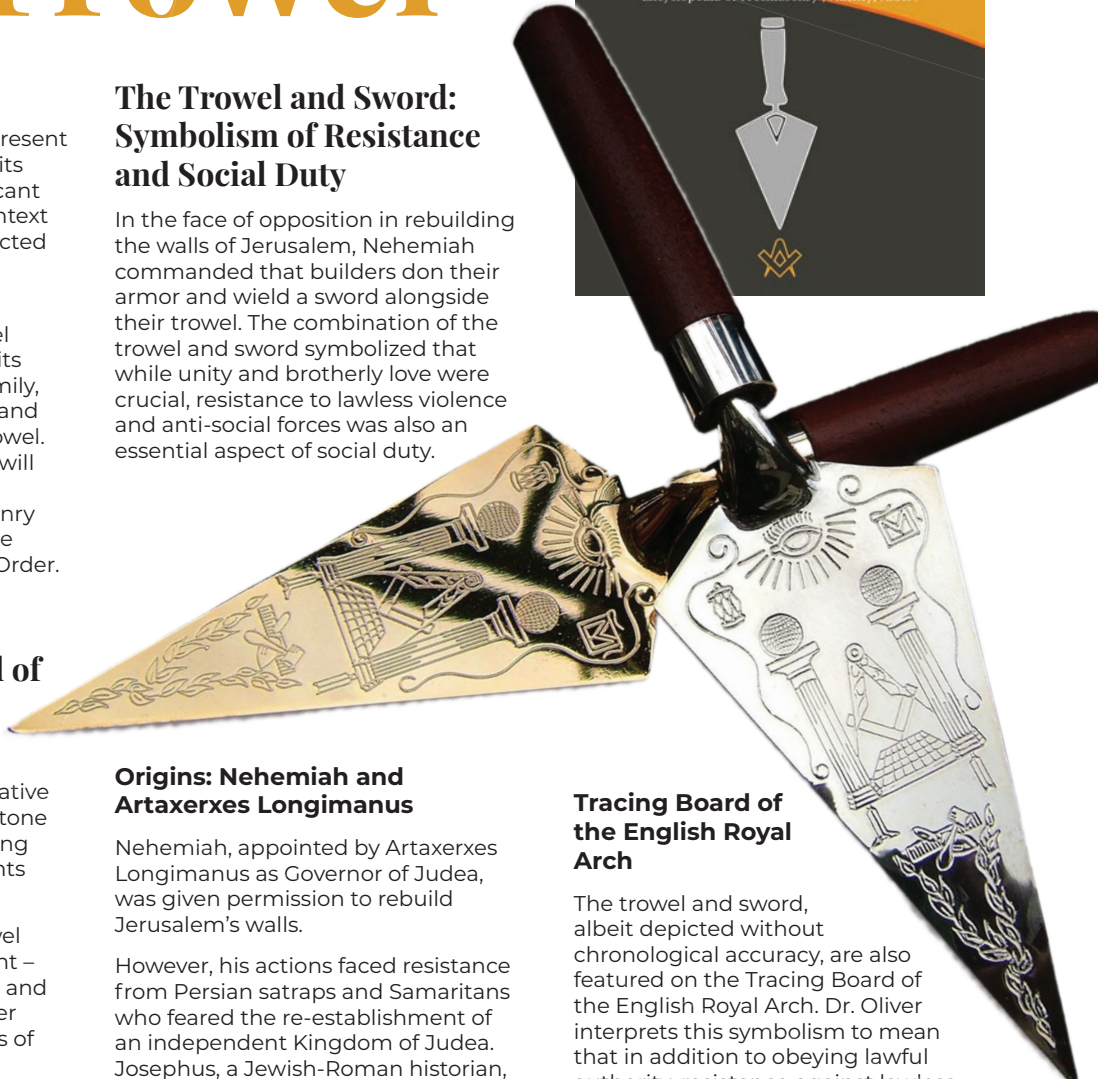 Trowel
resent
its
cant
ntext
cted
el
its
mily,
and
owel.
will
nry
e
Order.
l of
ative
tone
ng
nts
vel
nt –
and
er
s of
The Trowel and Sword:
Symbolism of Resistance
and Social Duty
In the face of opposition in rebuilding
the walls of Jerusalem, Nehemiah
commanded that builders don their
armor and wield a sword alongside
their trowel. The combination of the
trowel and sword symbolized that
while unity and brotherly love were
crucial, resistance to lawless violence
and anti-social forces was also an
essential aspect of social duty.
Origins: Nehemiah and
Artaxerxes Longimanus
Nehemiah, appointed by Artaxerxes
Longimanus as Governor of Judea,
was given permission to rebuild
Jerusalem’s walls.
However, his actions faced resistance
from Persian satraps and Samaritans
who feared the re-establishment of
an independent Kingdom of Judea.
Josephus, a Jewish-Roman historian,
Tracing Board of
the English Royal
Arch
The trowel and sword,
albeit depicted without
chronological accuracy, are also
featured on the Tracing Board of
the English Royal Arch. Dr. Oliver
interprets this symbolism to mean
that in addition to obeying lawful
authority, resistance against lawless